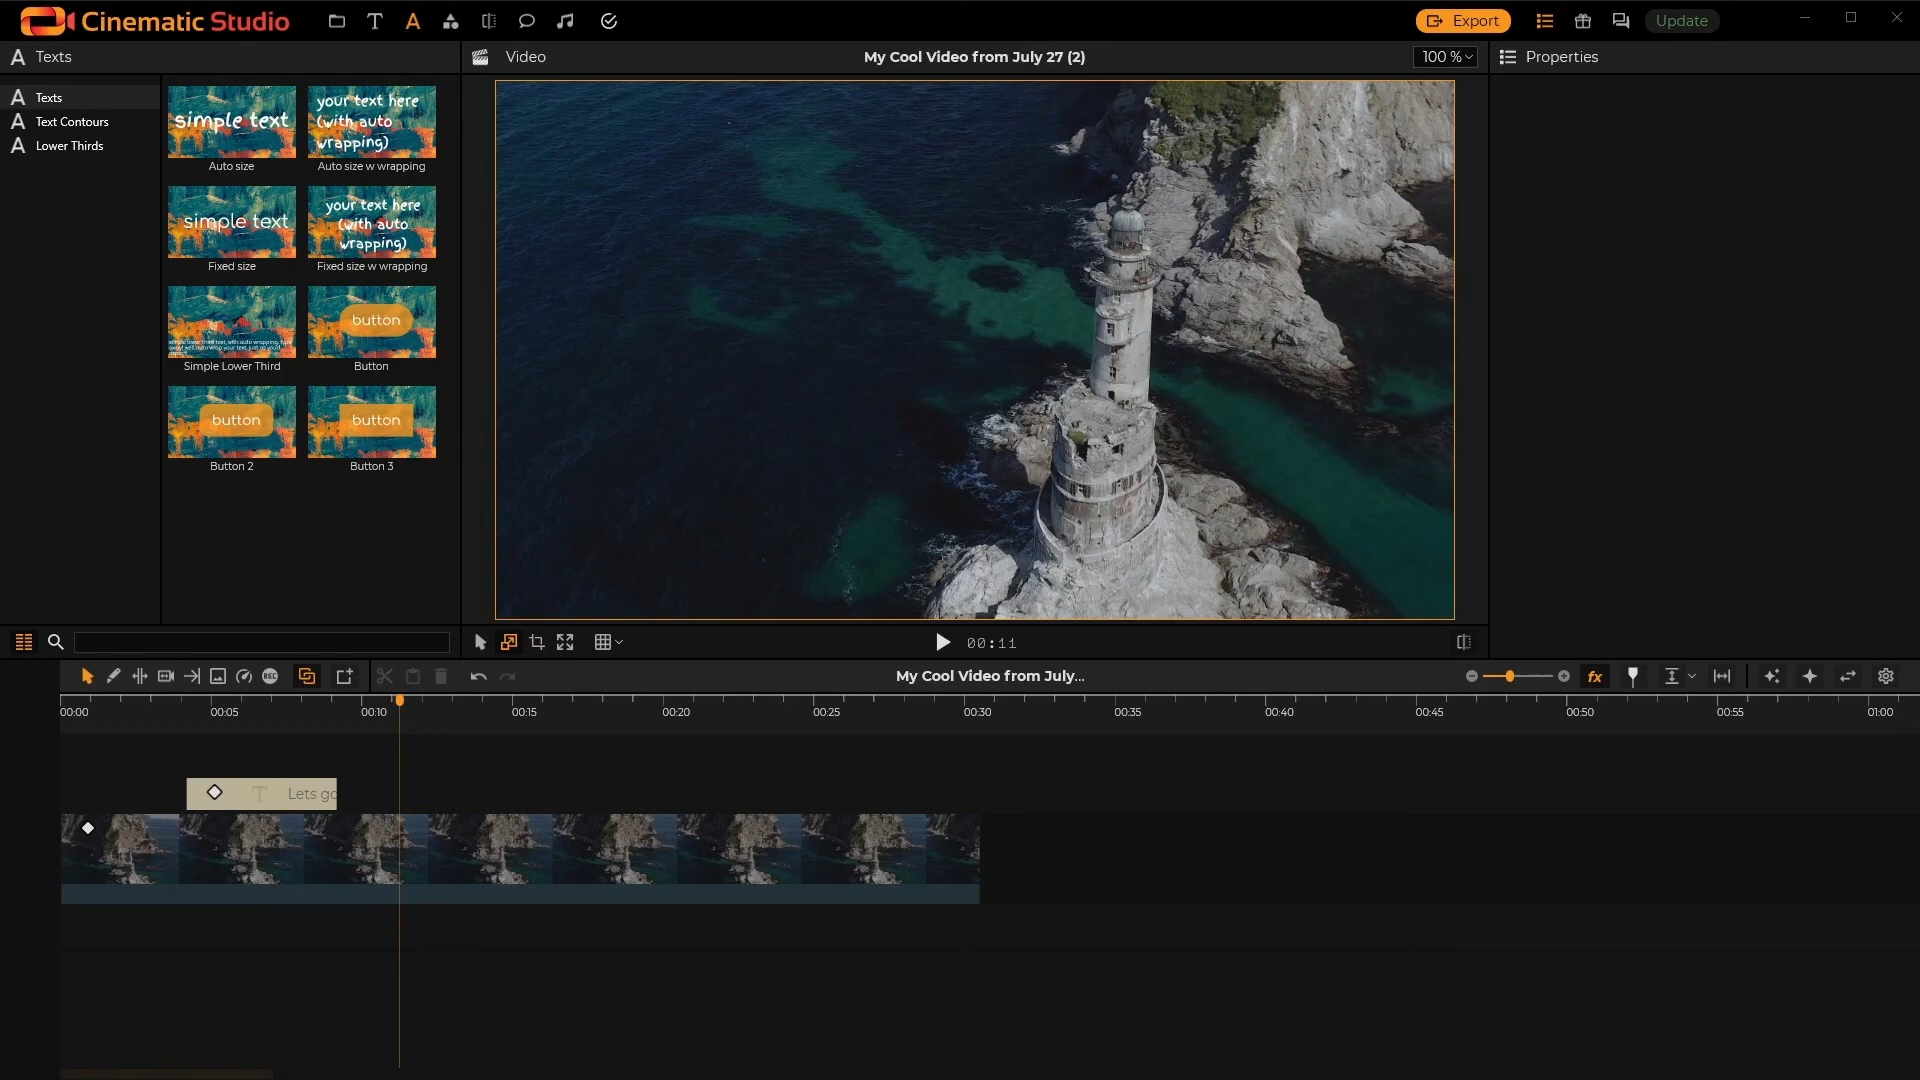 Cinematic Studio
Export
Update
Texts
Video
My Cool Video from July 27 (2)
100 %
Properties
Texts
Text Contours
Lower Thirds
simple text
Auto size
your text here
(with auto
wrapping)
Auto size w wrapping
simple text
Fixed size
your text here
(with auto
wrapping)
Fixed size w wrapping
Simple Lower Third
button
Button
button
Button 2
button
Button 3
00:11
REC
My Cool Video from July...
fx
00:00
00:05
00:10
00:15
00:20
00:25
00:30
00:35
00:40
00:45
00:50
00:55
01:00
Lets go